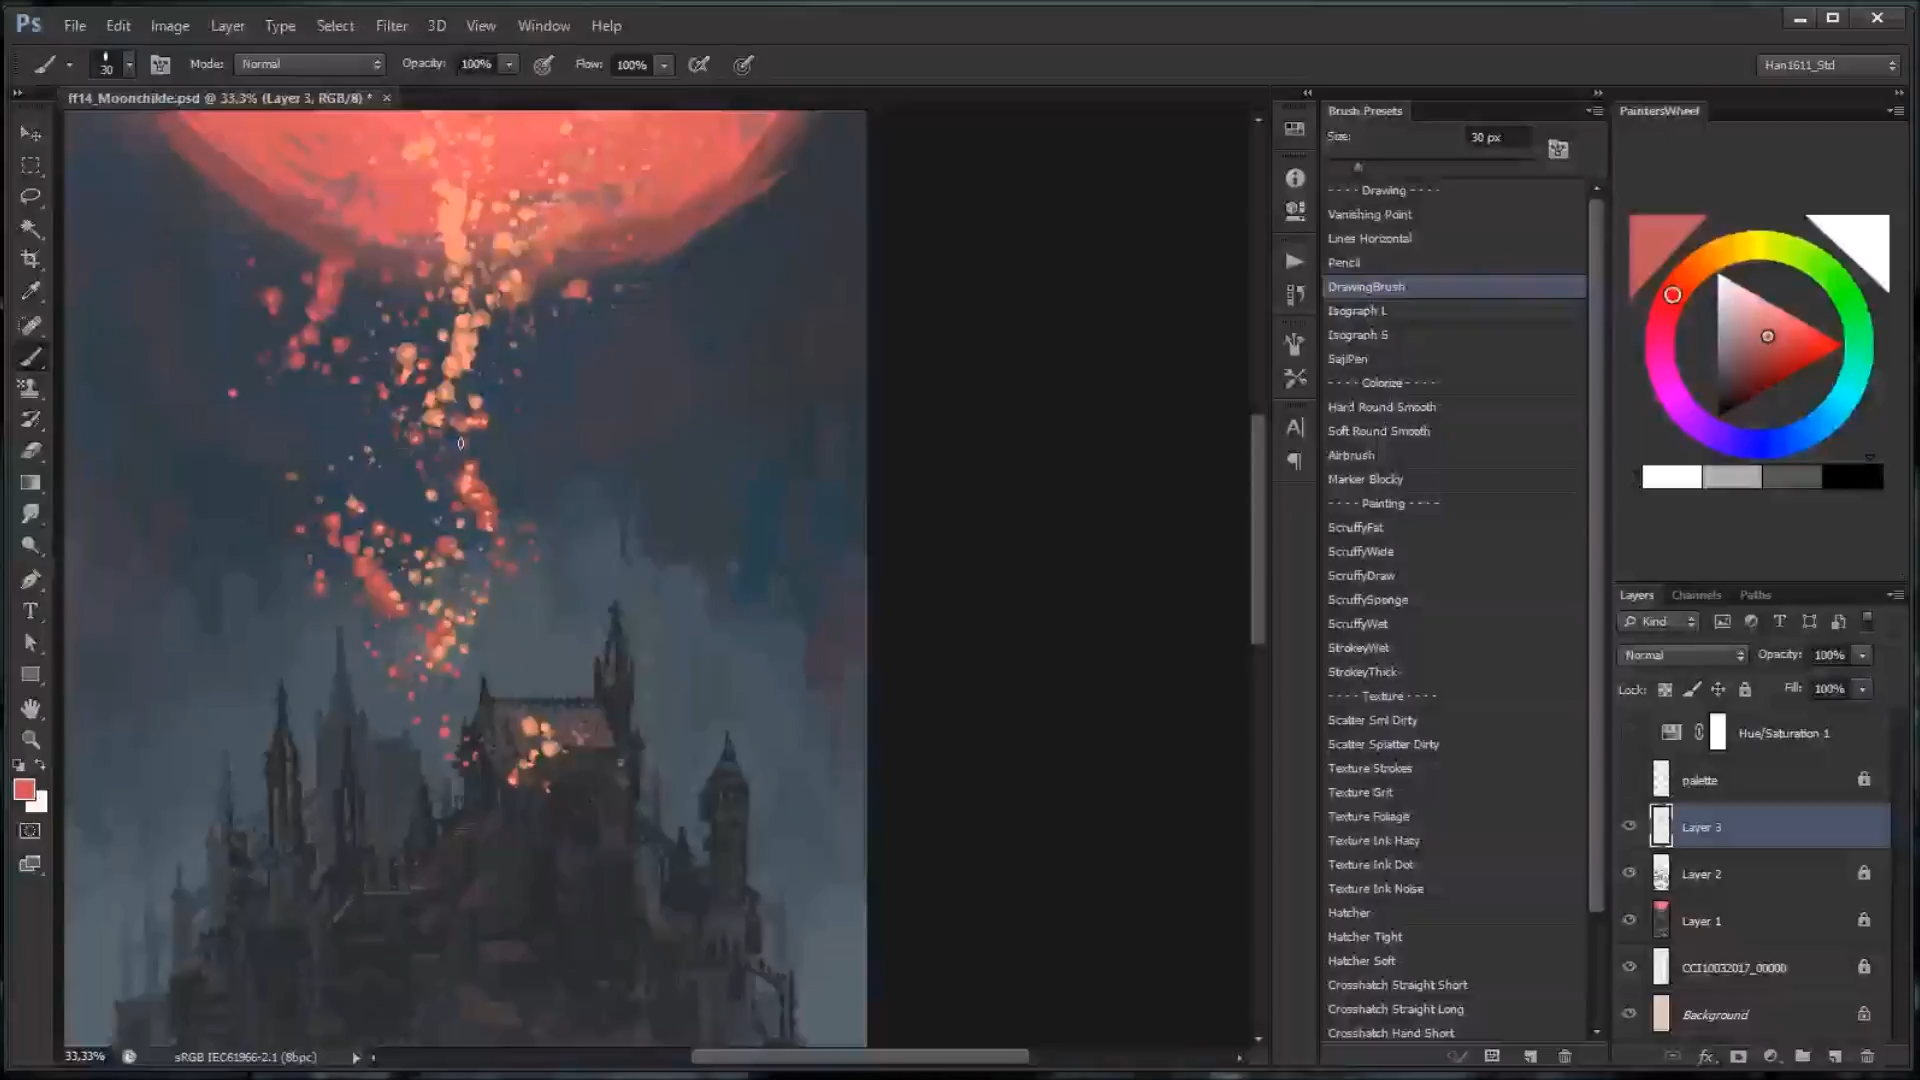 Ps File Edit Image Layer Type Select Filter 3D View Window Help
30 Mode: Normal Opacity: 100% Flow: 100% Han1611_Std
ff14_Moonchilde.psd @ 33,3% (Layer 3, RGB/8) *
Brush Presets
Size: 30 px
- - - - Drawing - - - -
Vanishing Point
Lines Horizontal
Pencil
DrawingBrush
Isograph L
Isograph S
SajiPen
- - - - Colorize - - - -
Hard Round Smooth
Soft Round Smooth
Airbrush
Marker Blocky
- - - - Painting - - - -
ScruffyFat
ScruffyWide
ScruffyDraw
ScruffySponge
ScruffyWet
StrokeyWet
StrokeyThick
- - - - Texture - - - -
Scatter Sml Dirty
Scatter Splatter Dirty
Texture Strokes
Texture Grit
Texture Foliage
Texture Ink Hazy
Texture Ink Dot
Texture Ink Noise
Hatcher
Hatcher Tight
Hatcher Soft
Crosshatch Straight Short
Crosshatch Straight Long
Crosshatch Hand Short
PaintersWheel
Layers Channels Paths
Kind
Normal Opacity: 100%
Lock: Fill: 100%
Hue/Saturation 1
palette
Layer 3
Layer 2
Layer 1
CCI10032017_00000
Background
33,33% sRGB IEC61966-2.1 (8bpc)